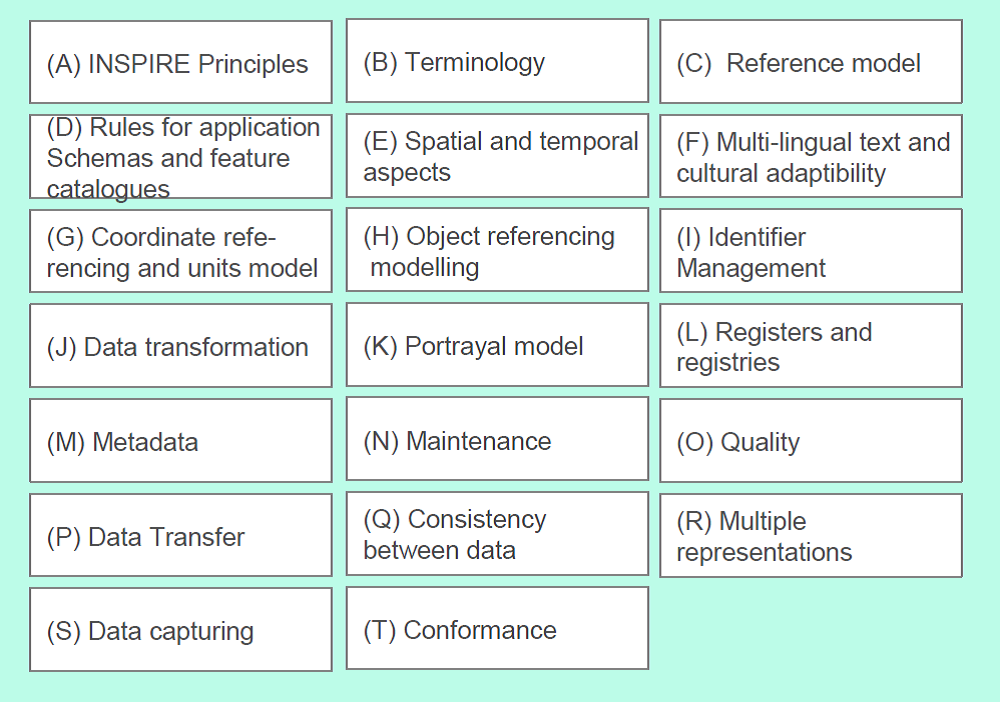 (A) INSPIRE Principles
(B) Terminology
(C)  Reference model
(D) Rules for application
Schemas and feature
catalogues
(E) Spatial and temporal
aspects
(F) Multi-lingual text and
cultural adaptibility
(G) Coordinate refe-
rencing and units model
(H) Object referencing
modelling
(I) Identifier
Management
(J) Data transformation
(K) Portrayal model
(L) Registers and
registries
(M) Metadata
(N) Maintenance
(O) Quality
(P) Data Transfer
(Q) Consistency
between data
(R) Multiple
representations
(S) Data capturing
(T) Conformance